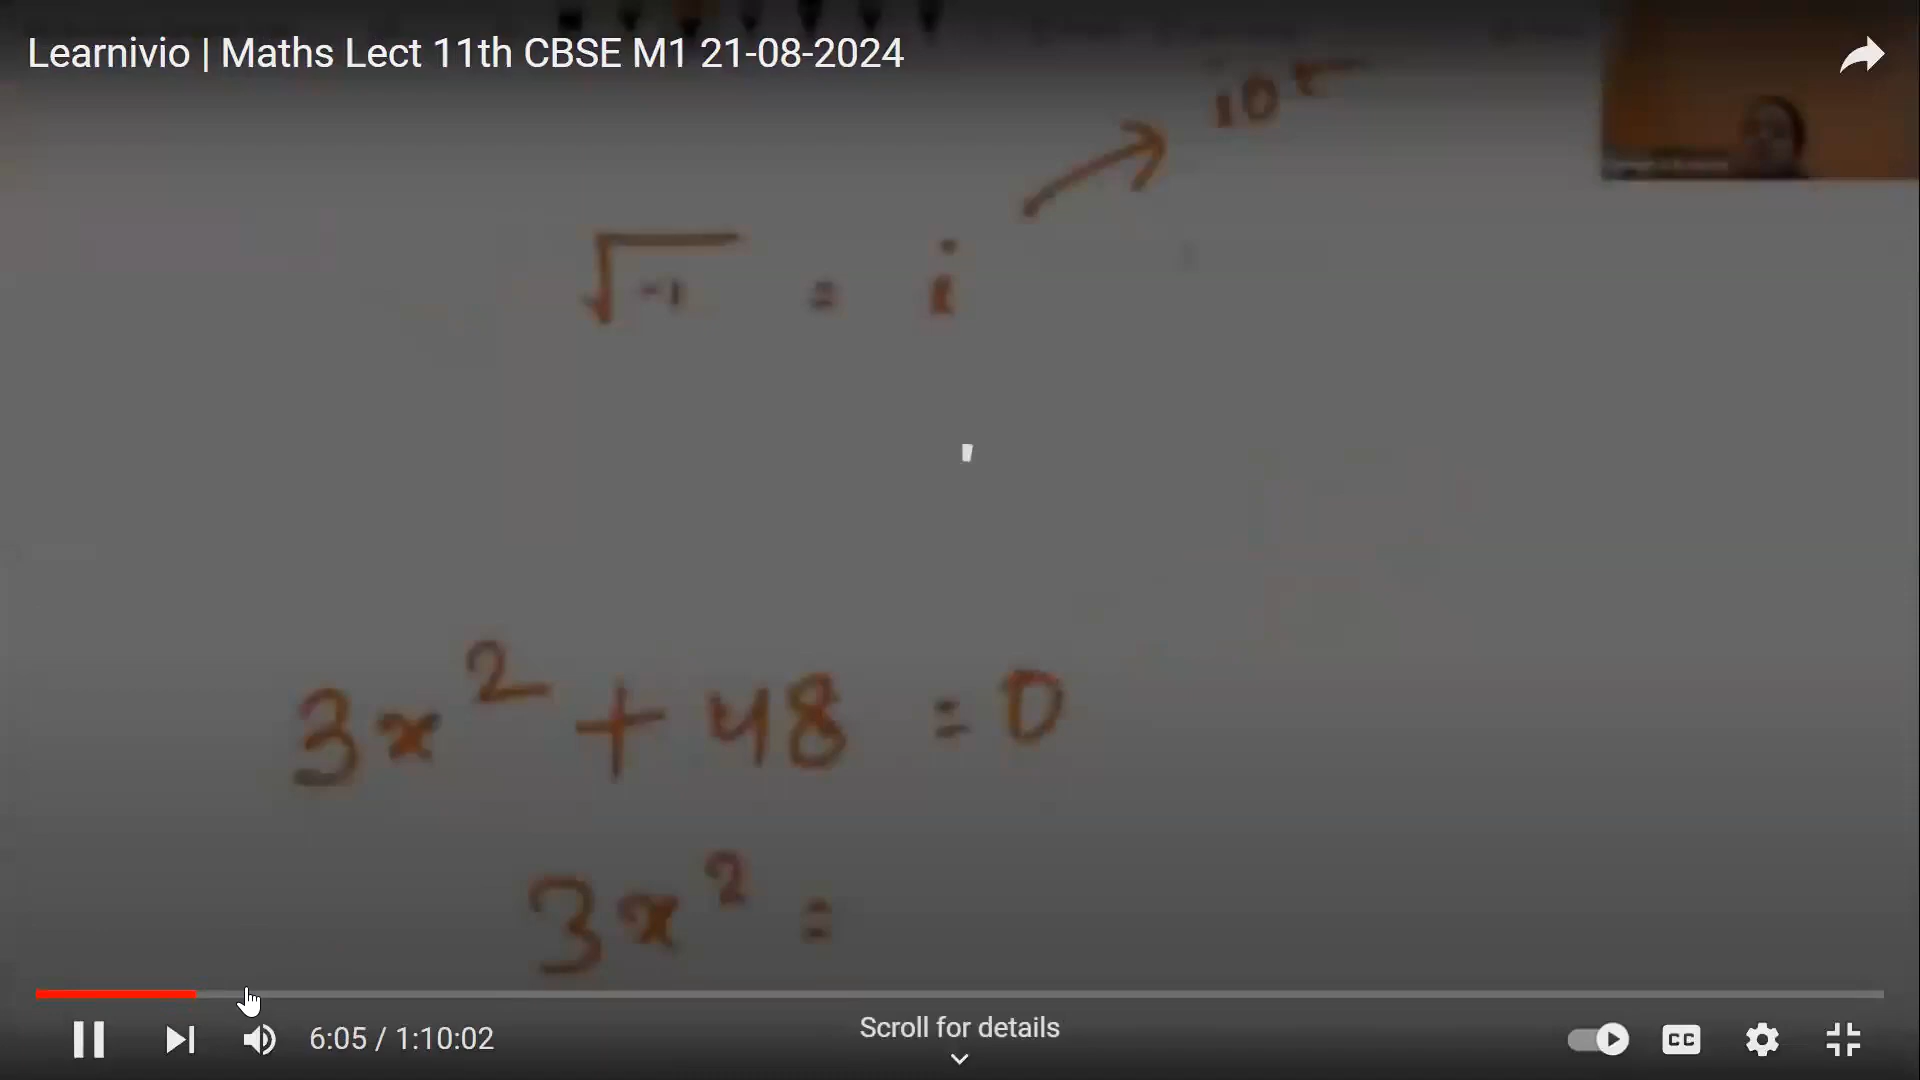 Learnivio | Maths Lect 11th CBSE M1 21-08-2024
√-1 = i
3x² + 48 = 0
3x² =
6:05 / 1:10:02
Scroll for details
CC